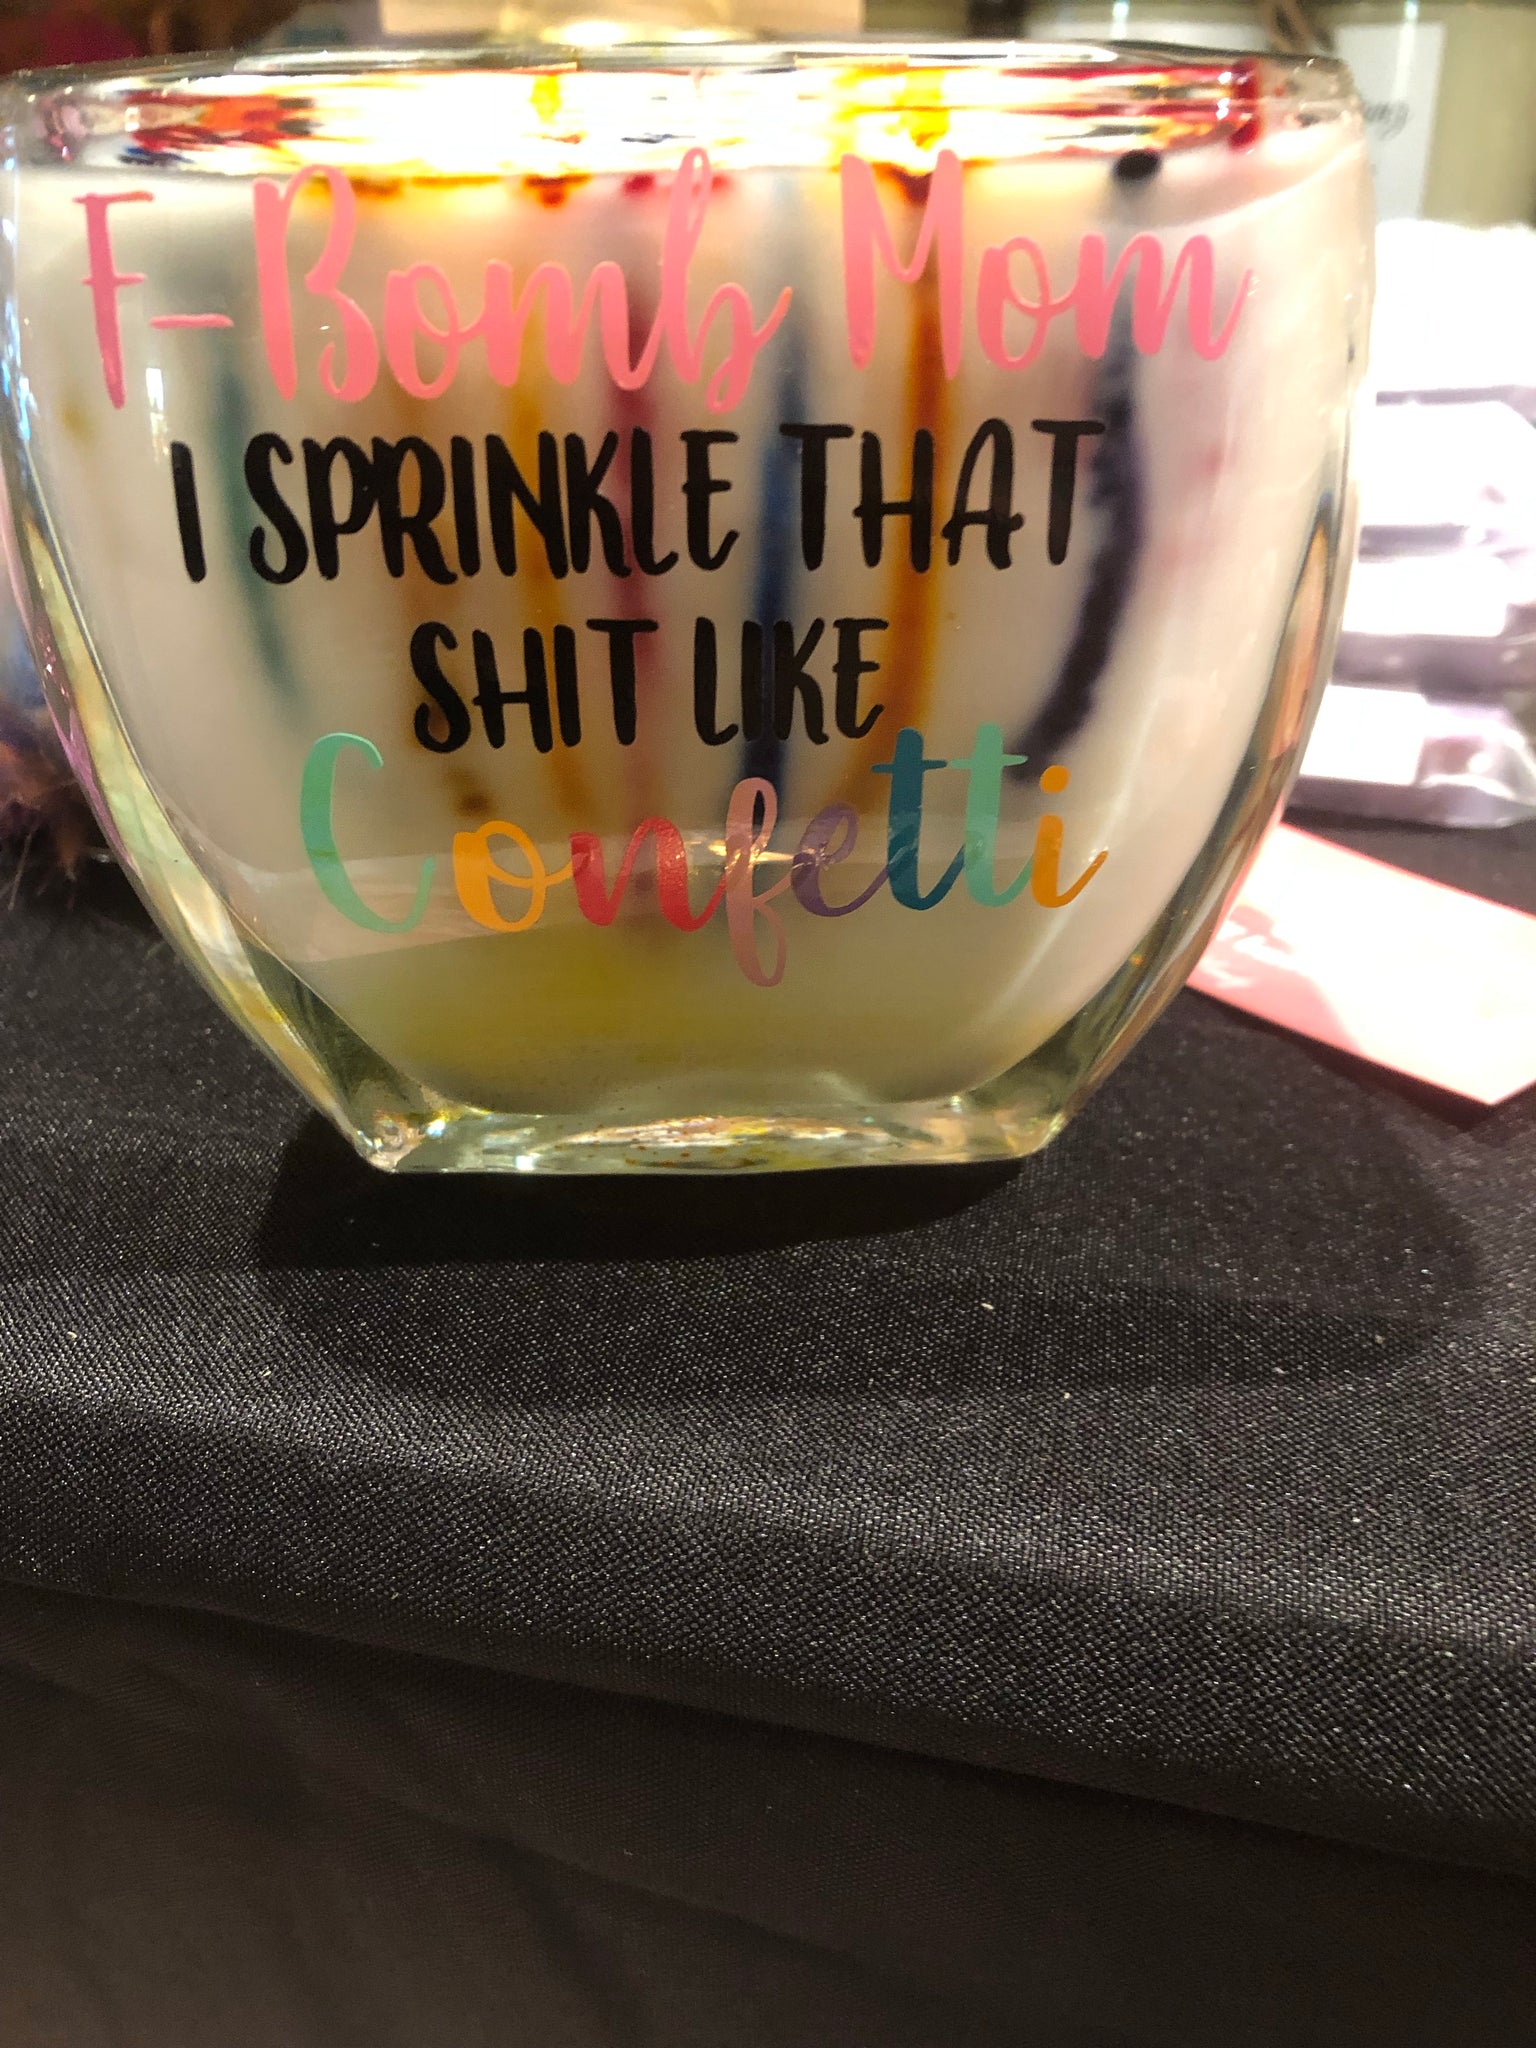 F-Bomb Mom
I SPRINKLE THAT
SHIT LIKE
Confetti